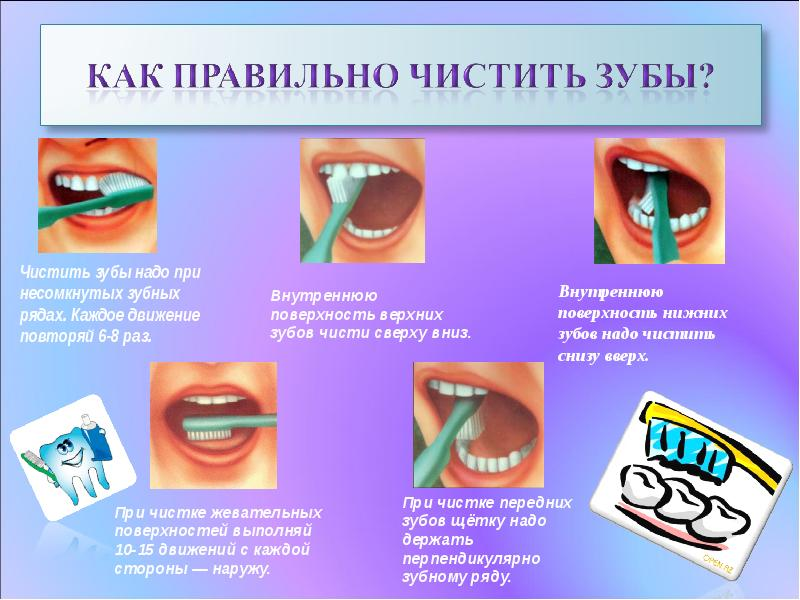 КАК ПРАВИЛЬНО ЧИСТИТЬ ЗУБЫ?
Чистить зубы надо при
несомкнутых зубных
рядах. Каждое движение
повторяй 6-8 раз.
Внутреннюю
поверхность верхних
зубов чисти сверху вниз.
Внутреннюю
поверхность нижних
зубов надо чистить
снизу вверх.
При чистке жевательных
поверхностей выполняй
10-15 движений с каждой
стороны — наружу.
При чистке передних
зубов щётку надо
держать
перпендикулярно
зубному ряду.
OPEN.AZ